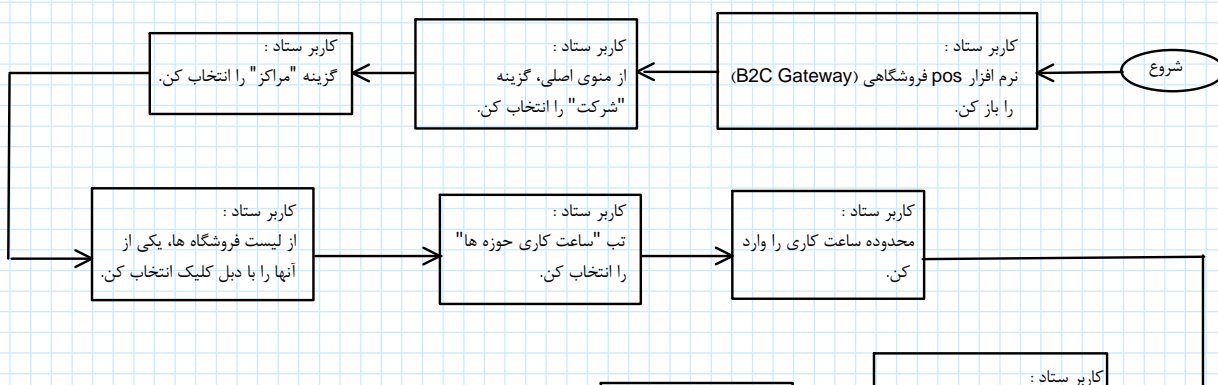 شروع
کاربر ستاد :
نرم افزار pos فروشگاهی (B2C Gateway)
را باز کن.
کاربر ستاد :
از منوی اصلی، گزینه
"شرکت" را انتخاب کن.
کاربر ستاد :
گزینه "مراکز" را انتخاب کن.
کاربر ستاد :
از لیست فروشگاه ها، یکی از
آنها را با دبل کلیک انتخاب کن.
کاربر ستاد :
تب "ساعت کاری حوزه ها"
را انتخاب کن.
کاربر ستاد :
محدوده ساعت کاری را وارد
کن.
کاربر ستاد :